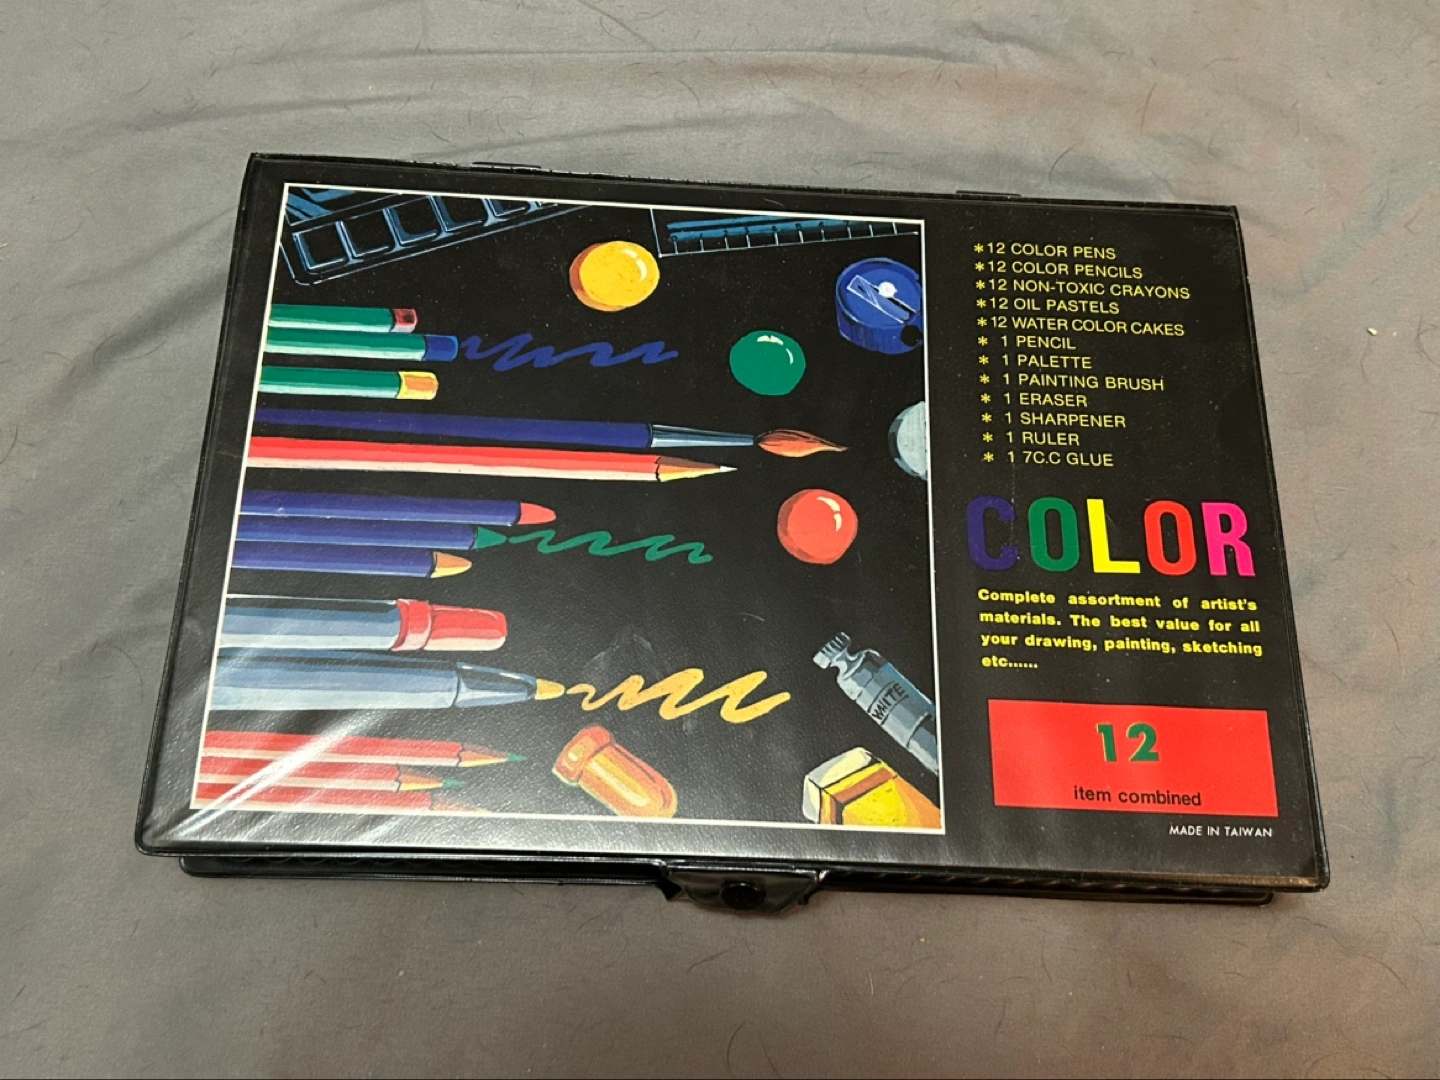 *12 COLOR PENS
*12 COLOR PENCILS
*12 NON-TOXIC CRAYONS
*12 OIL PASTELS
*12 WATER COLOR CAKES
* 1 PENCIL
* 1 PALETTE
* 1 PAINTING BRUSH
* 1 ERASER
* 1 SHARPENER
* 1 RULER
* 1 7C.C GLUE
COLOR
Complete assortment of artist's
materials. The best value for all
your drawing, painting, sketching
etc......
WHITE
12
item combined
MADE IN TAIWAN